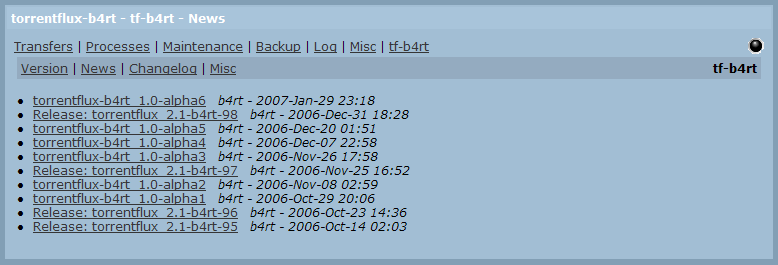 torrentflux-b4rt - tf-b4rt - News
Transfers | Processes | Maintenance | Backup | Log | Misc | tf-b4rt
Version | News | Changelog | Misc tf-b4rt
• torrentflux-b4rt_1.0-alpha6 b4rt - 2007-Jan-29 23:18
• Release: torrentflux_2.1-b4rt-98 b4rt - 2006-Dec-31 18:28
• torrentflux-b4rt_1.0-alpha5 b4rt - 2006-Dec-20 01:51
• torrentflux-b4rt_1.0-alpha4 b4rt - 2006-Dec-07 22:58
• torrentflux-b4rt_1.0-alpha3 b4rt - 2006-Nov-26 17:58
• Release: torrentflux_2.1-b4rt-97 b4rt - 2006-Nov-25 16:52
• torrentflux-b4rt_1.0-alpha2 b4rt - 2006-Nov-08 02:59
• torrentflux-b4rt_1.0-alpha1 b4rt - 2006-Oct-29 20:06
• Release: torrentflux_2.1-b4rt-96 b4rt - 2006-Oct-23 14:36
• Release: torrentflux_2.1-b4rt-95 b4rt - 2006-Oct-14 02:03